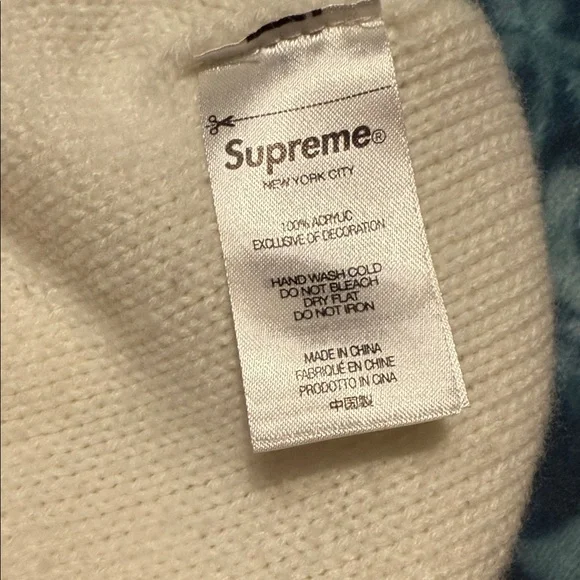 Supreme®
NEW YORK CITY
100% ACRYLIC
EXCLUSIVE OF DECORATION
HAND WASH COLD
DO NOT BLEACH
DRY FLAT
DO NOT IRON
MADE IN CHINA
FABRIQUÉ EN CHINE
PRODOTTO IN CINA
中国製